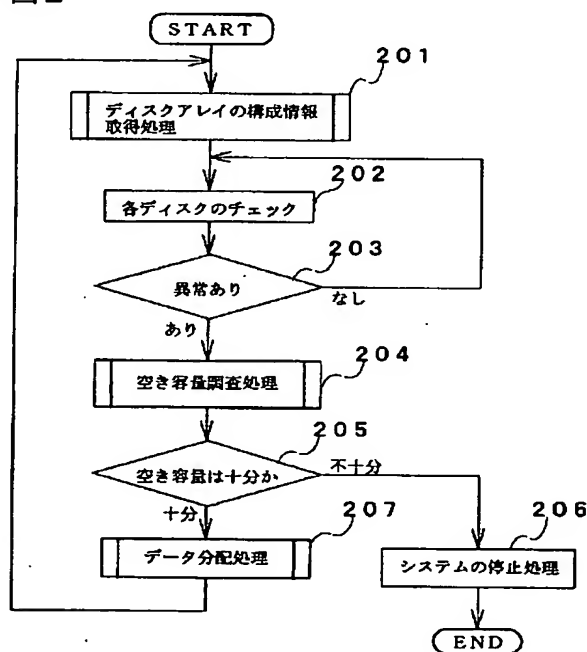 START
201
ディスクアレイの構成情報
取得処理
202
各ディスクのチェック
203
異常あり
なし
あり
204
空き容量調査処理
205
空き容量は十分か
不十分
十分
207
206
データ分配処理
システムの停止処理
END